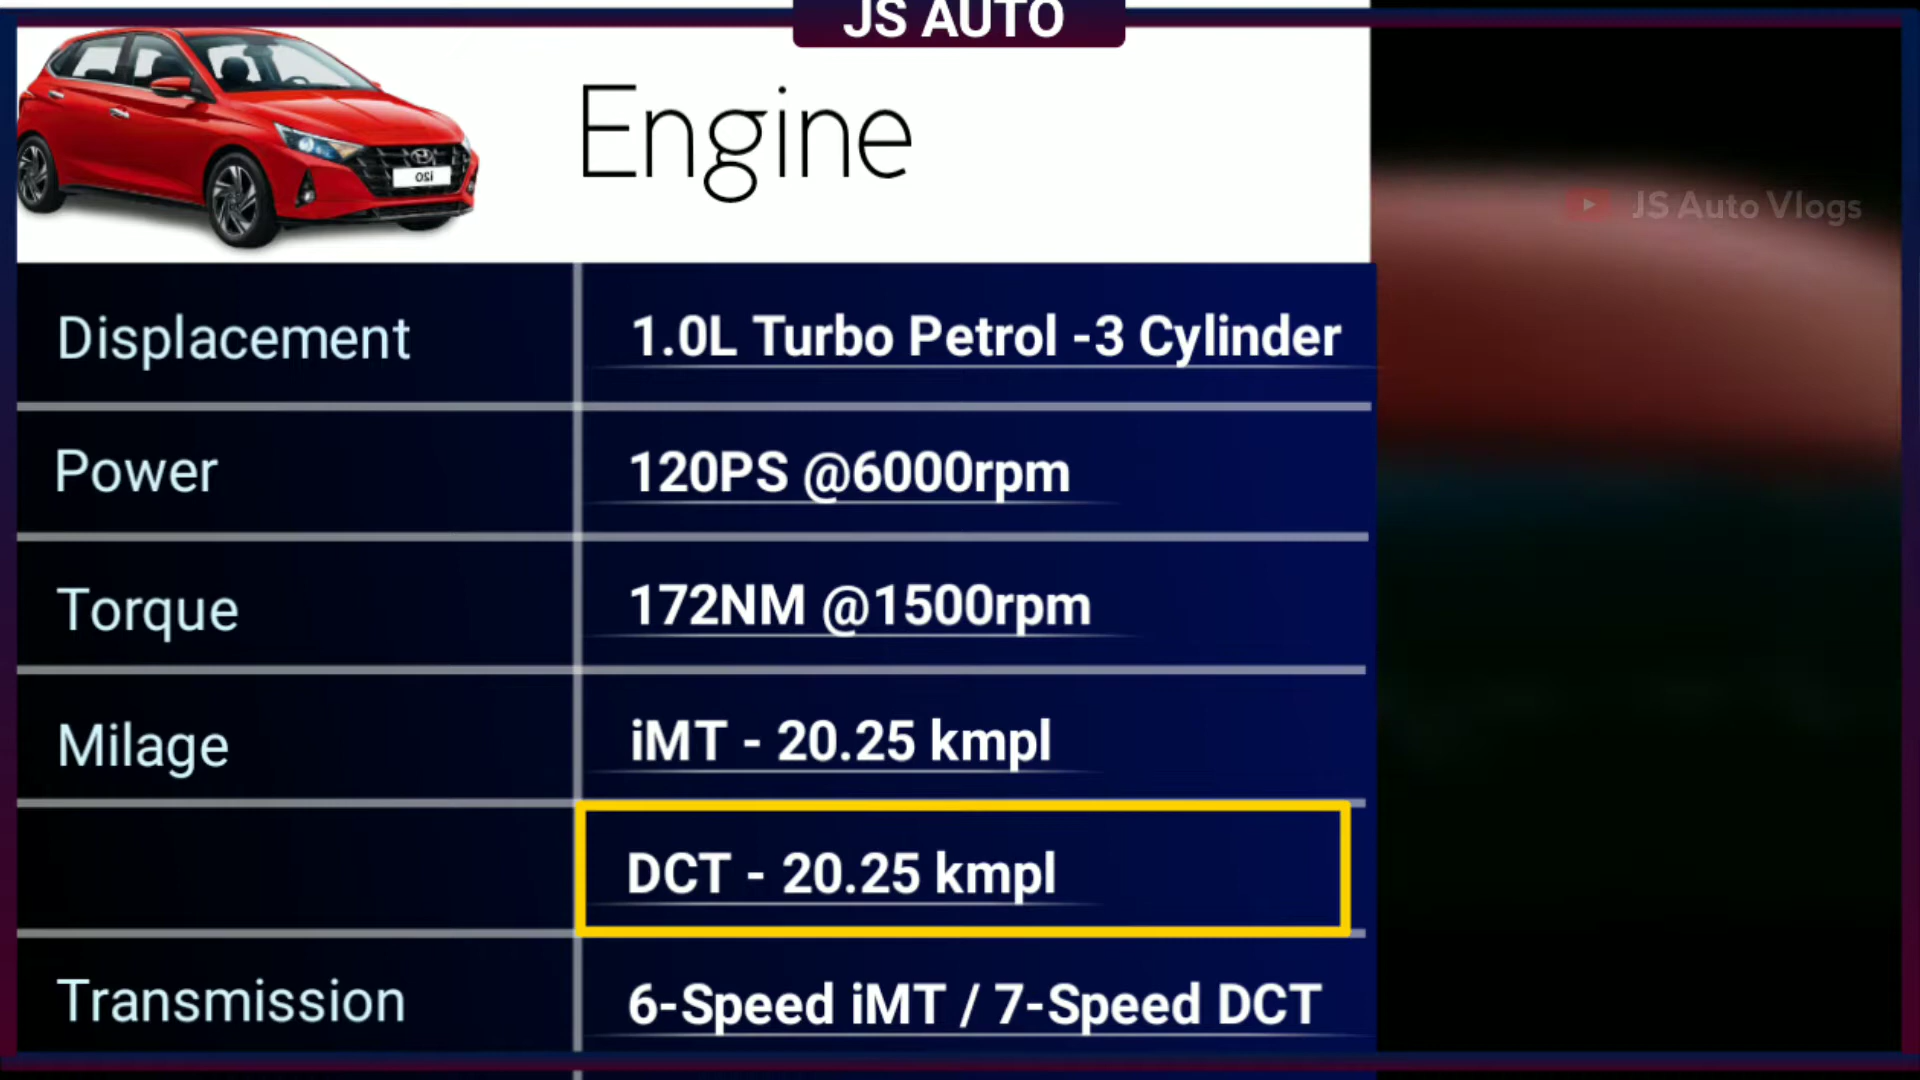 JS AUTO
Engine
i20
JS Auto Vlogs
Displacement
1.0L Turbo Petrol -3 Cylinder
Power
120PS @6000rpm
Torque
172NM @1500rpm
Milage
iMT - 20.25 kmpl
DCT - 20.25 kmpl
Transmission
6-Speed iMT / 7-Speed DCT